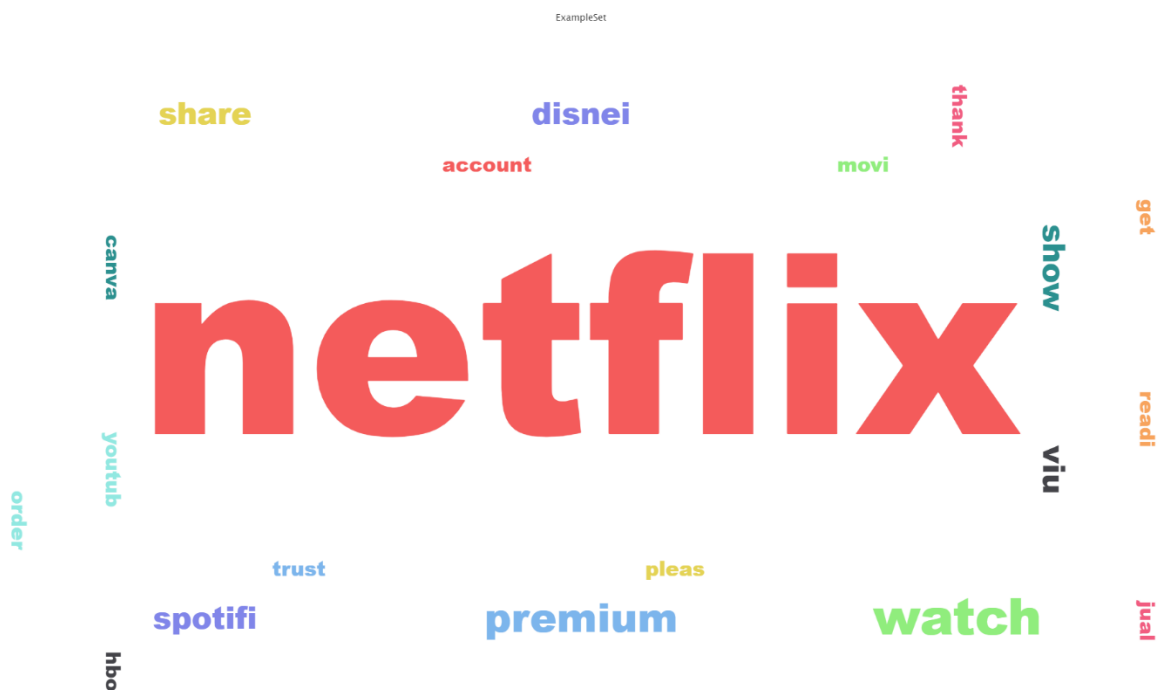 ExampleSet
share
disnei
thank
account
movi
get
canva
show
netflix
readi
youtub
viu
order
trust
pleas
spotifi
premium
watch
jual
hbo